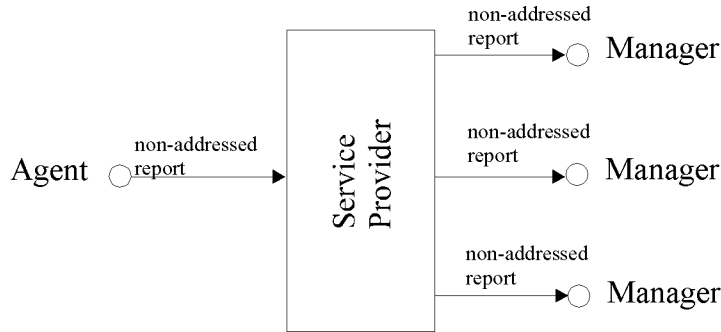 Agent
non-addressed
report
Service
Provider
non-addressed
report
Manager
non-addressed
report
Manager
non-addressed
report
Manager